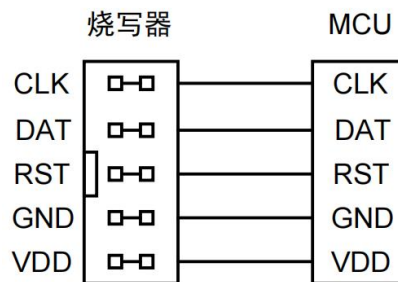 烧写器 MCU
CLK CLK
DAT DAT
RST RST
GND GND
VDD VDD